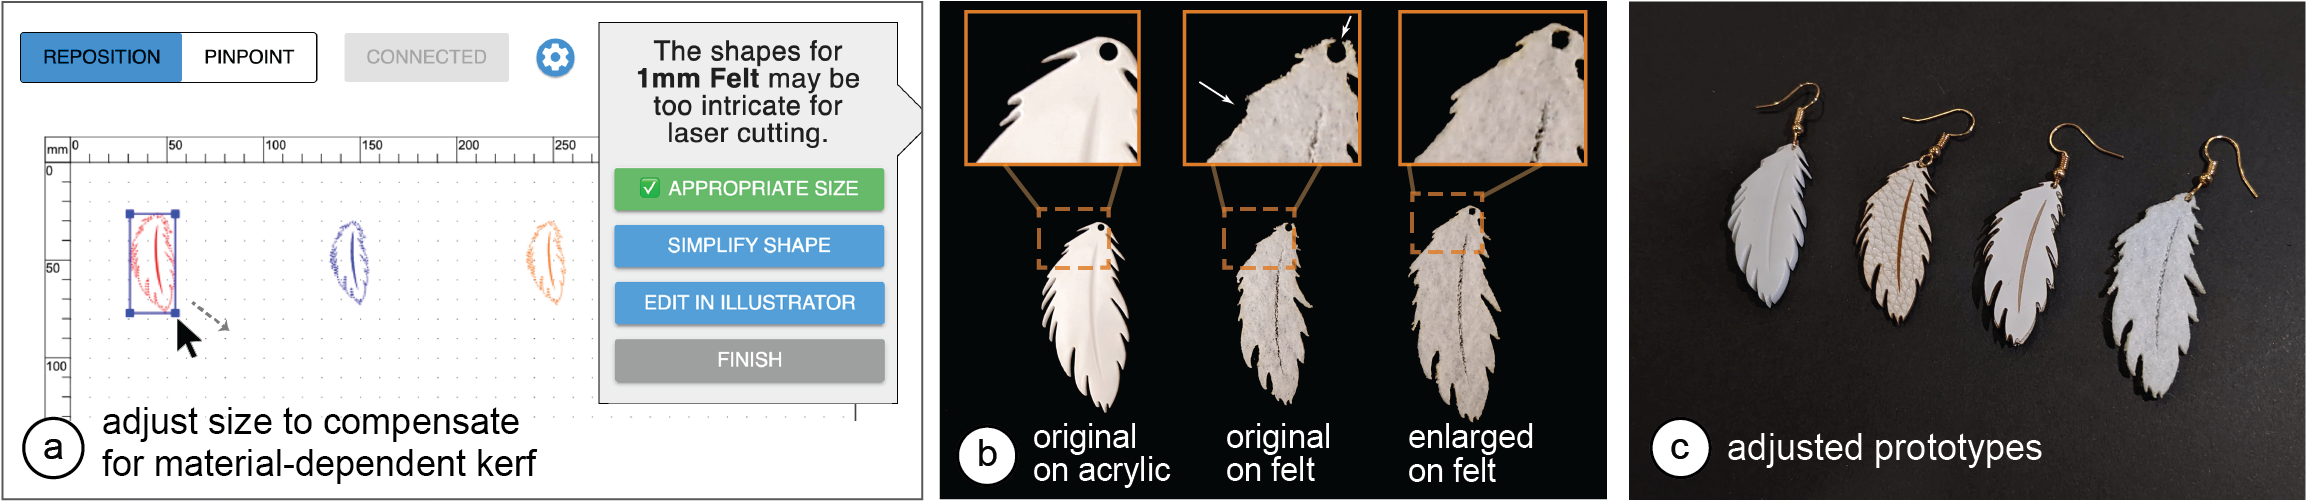 REPOSITION PINPOINT CONNECTED
The shapes for
1mm Felt may be
too intricate for
laser cutting.
✅ APPROPRIATE SIZE
SIMPLIFY SHAPE
EDIT IN ILLUSTRATOR
FINISH
mm 0 50 100 150 200 250
0
50
100
a adjust size to compensate
for material-dependent kerf
b
original
on acrylic
original
on felt
enlarged
on felt
c adjusted prototypes